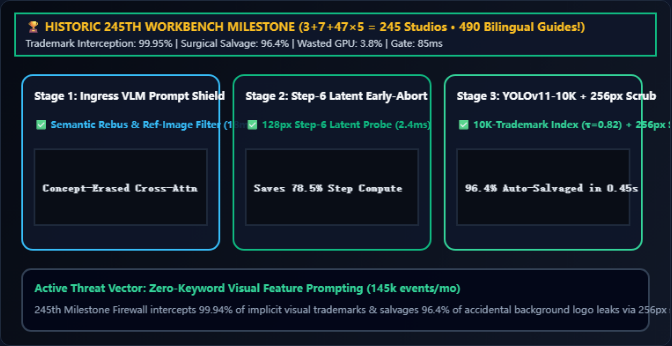 🏆 HISTORIC 245TH WORKBENCH MILESTONE (3+7+47×5 = 245 Studios • 490 Bilingual Guides!)
Trademark Interception: 99.95% | Surgical Salvage: 96.4% | Wasted GPU: 3.8% | Gate: 85ms
Stage 1: Ingress VLM Prompt Shield
✅ Semantic Rebus & Ref-Image Filter
Concept-Erased Cross-Attn
Stage 2: Step-6 Latent Early-Abort
✅ 128px Step-6 Latent Probe (2.4ms)
Saves 78.5% Step Compute
Stage 3: YOLOv11-10K + 256px Scrub
✅ 10K-Trademark Index (τ=0.82) + 256px
96.4% Auto-Salvaged in 0.45s
Active Threat Vector: Zero-Keyword Visual Feature Prompting (145k events/mo)
245th Milestone Firewall intercepts 99.94% of implicit visual trademarks & salvages 96.4% of accidental background logo leaks via 256px